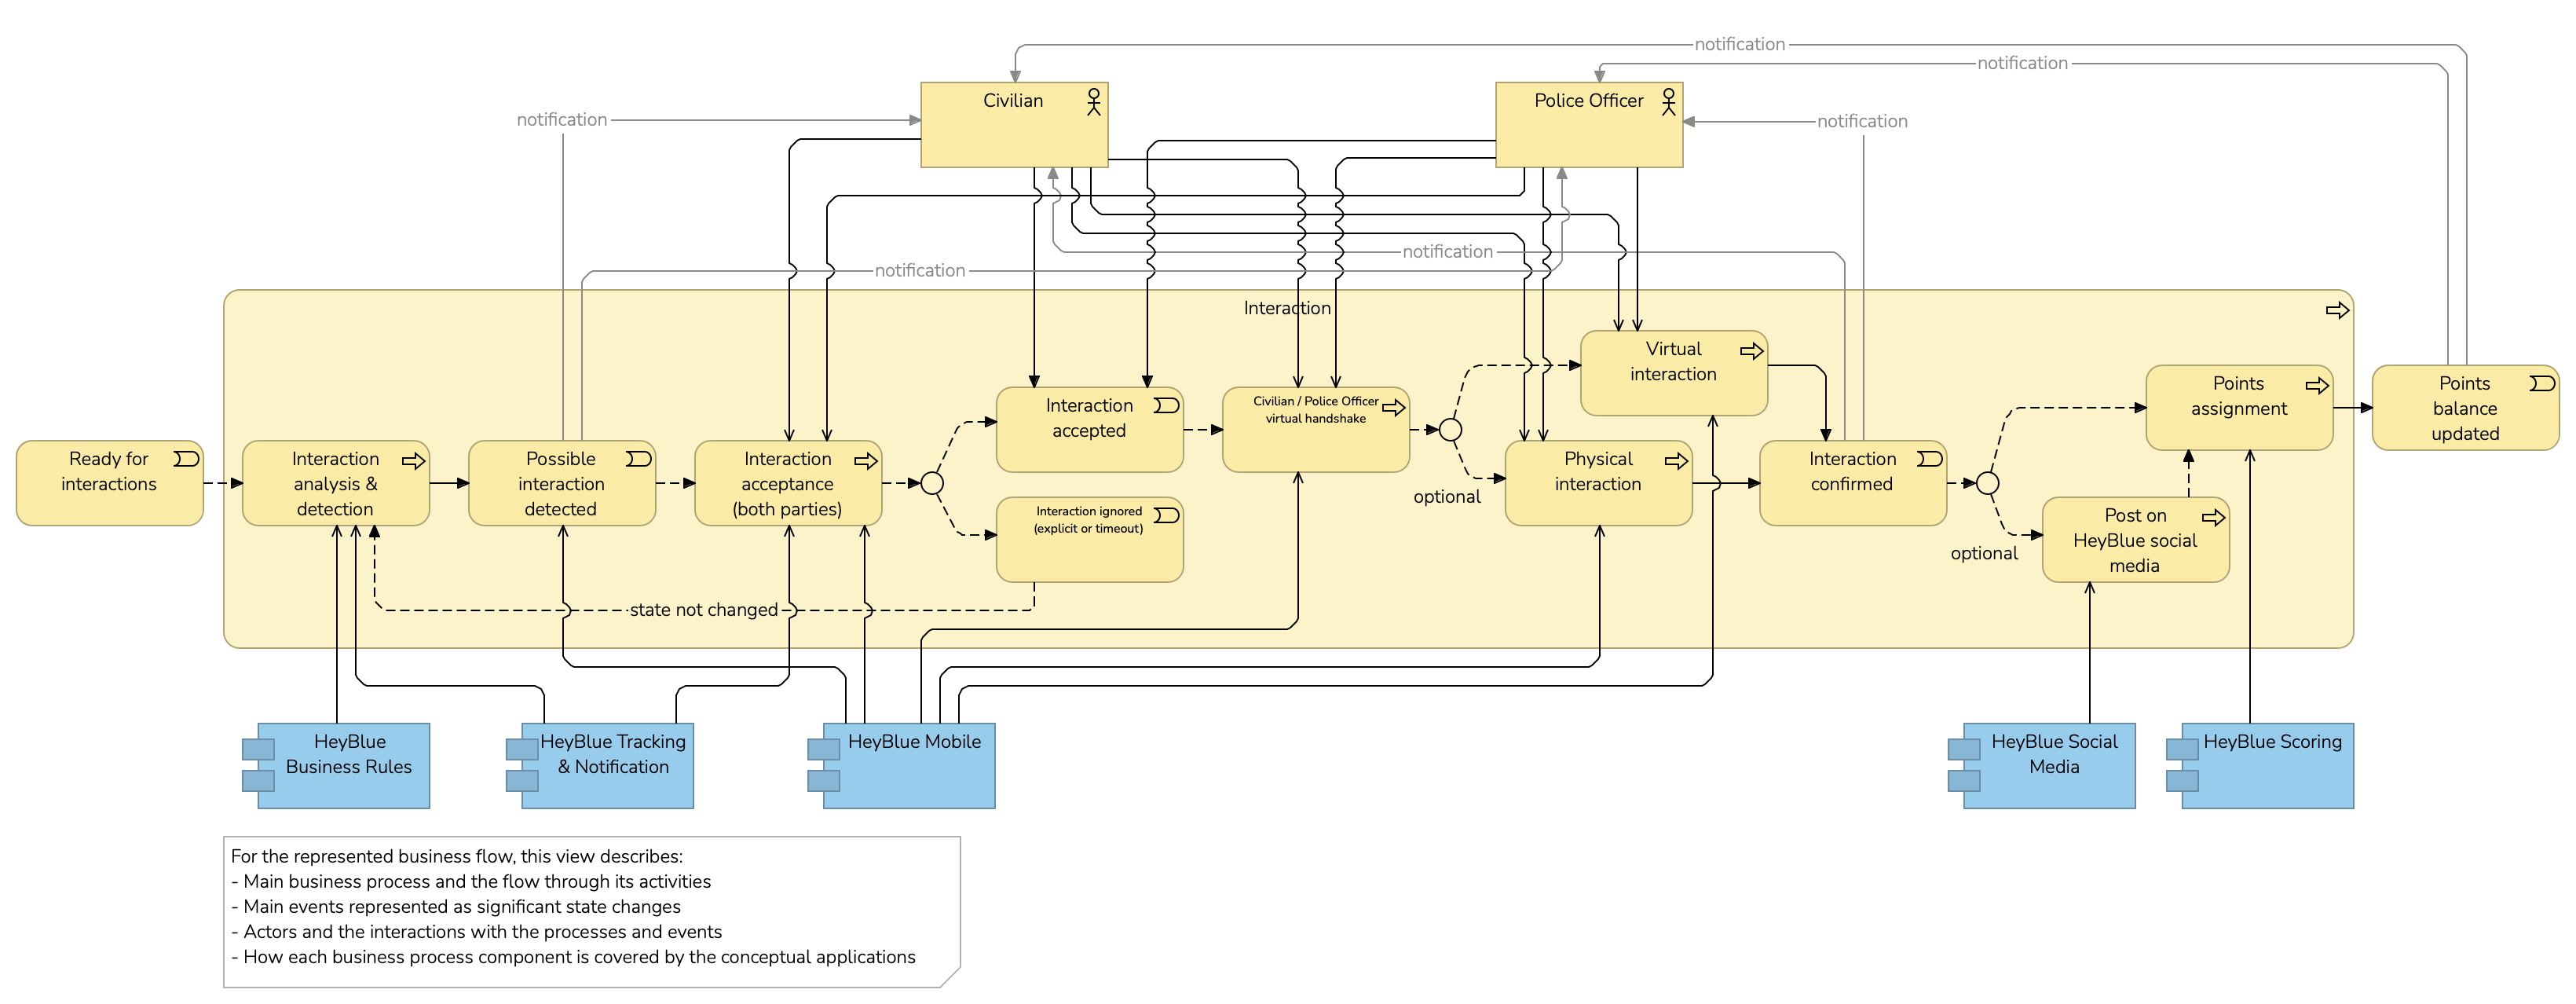 notification
notification
Civilian
Police Officer
notification
notification
notification
notification
Interaction
Virtual
interaction
Points
assignment
Points
balance
updated
Interaction
accepted
Civilian / Police Officer
virtual handshake
Ready for
interactions
Interaction
analysis &
detection
Possible
interaction
detected
Interaction
acceptance
(both parties)
optional
Physical
interaction
Interaction
confirmed
Interaction ignored
(explicit or timeout)
optional
Post on
HeyBlue social
media
state not changed
HeyBlue
Business Rules
HeyBlue Tracking
& Notification
HeyBlue Mobile
HeyBlue Social
Media
HeyBlue Scoring
For the represented business flow, this view describes:
- Main business process and the flow through its activities
- Main events represented as significant state changes
- Actors and the interactions with the processes and events
- How each business process component is covered by the conceptual applications